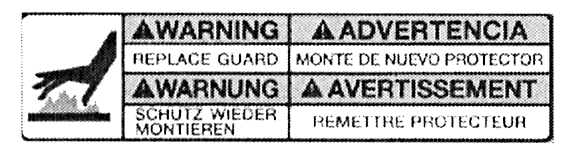 ⚠WARNING
REPLACE GUARD
⚠ADVERTENCIA
MONTE DE NUEVO PROTECTOR
⚠WARNUNG
SCHUTZ WIEDER
MONTIEREN
⚠AVERTISSEMENT
REMETTRE PROTECTEUR